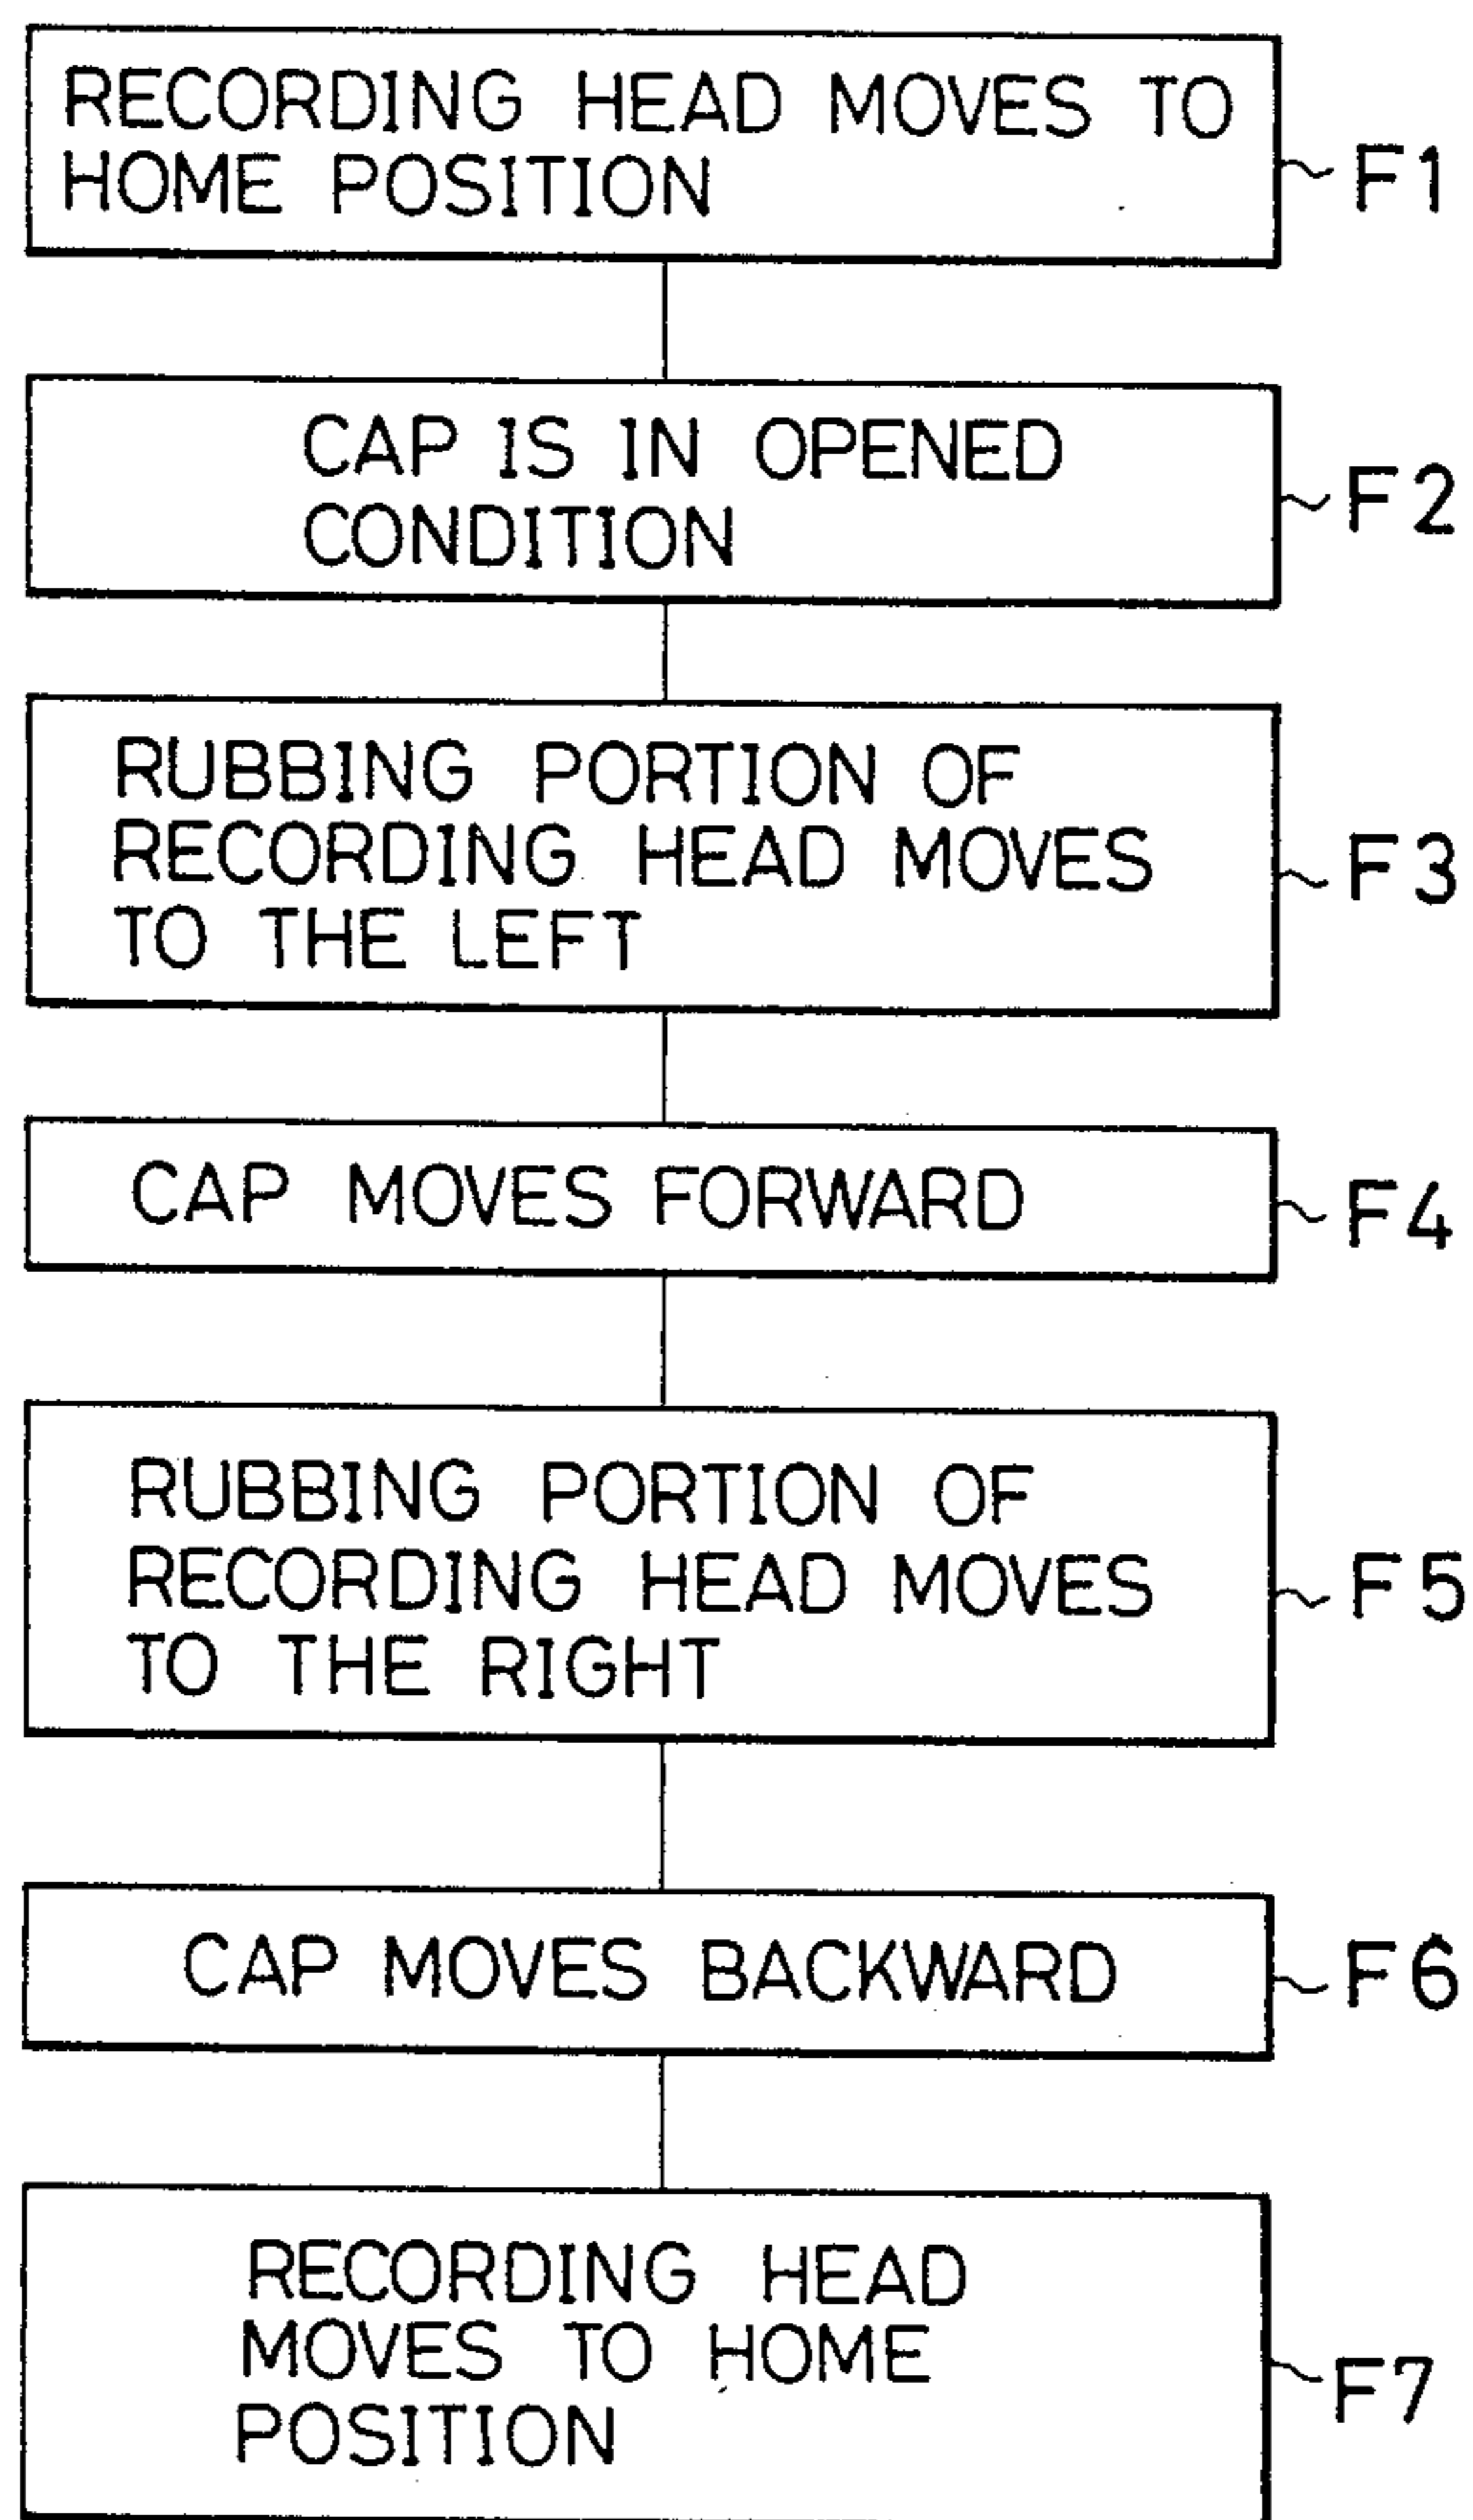 RECORDING HEAD MOVES TO
HOME POSITION
F1
CAP IS IN OPENED
CONDITION
F2
RUBBING PORTION OF
RECORDING HEAD MOVES
TO THE LEFT
F3
CAP MOVES FORWARD
F4
RUBBING PORTION OF
RECORDING HEAD MOVES
TO THE RIGHT
F5
CAP MOVES BACKWARD
F6
RECORDING HEAD
MOVES TO HOME
POSITION
F7